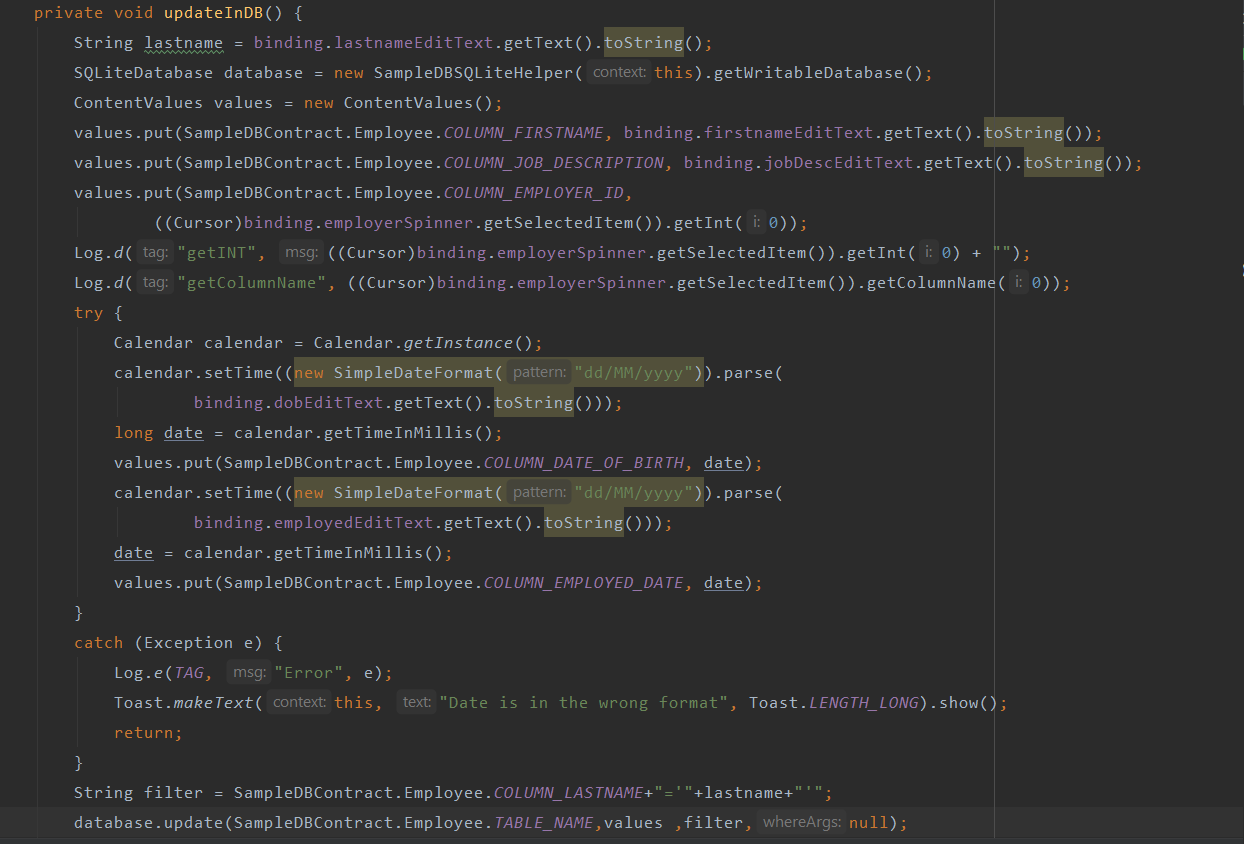 private void updateInDB() {
String lastname = binding.lastnameEditText.getText().toString();
SQLiteDatabase database = new SampleDBSQLiteHelper( context: this).getWritableDatabase();
ContentValues values = new ContentValues();
values.put(SampleDBContract.Employee.COLUMN_FIRSTNAME, binding.firstnameEditText.getText().toString());
values.put(SampleDBContract.Employee.COLUMN_JOB_DESCRIPTION, binding.jobDescEditText.getText().toString());
values.put(SampleDBContract.Employee.COLUMN_EMPLOYER_ID,
((Cursor)binding.employerSpinner.getSelectedItem()).getInt( i: 0));
Log.d( tag: "getINT", msg: ((Cursor)binding.employerSpinner.getSelectedItem()).getInt( i: 0) + "");
Log.d( tag: "getColumnName", ((Cursor)binding.employerSpinner.getSelectedItem()).getColumnName( i: 0));
try {
Calendar calendar = Calendar.getInstance();
calendar.setTime((new SimpleDateFormat( pattern: "dd/MM/yyyy")).parse(
binding.dobEditText.getText().toString()));
long date = calendar.getTimeInMillis();
values.put(SampleDBContract.Employee.COLUMN_DATE_OF_BIRTH, date);
calendar.setTime((new SimpleDateFormat( pattern: "dd/MM/yyyy")).parse(
binding.employedEditText.getText().toString()));
date = calendar.getTimeInMillis();
values.put(SampleDBContract.Employee.COLUMN_EMPLOYED_DATE, date);
}
catch (Exception e) {
Log.e(TAG, msg: "Error", e);
Toast.makeText( context: this, text: "Date is in the wrong format", Toast.LENGTH_LONG).show();
return;
}
String filter = SampleDBContract.Employee.COLUMN_LASTNAME+"='"+lastname+"'";
database.update(SampleDBContract.Employee.TABLE_NAME,values ,filter, whereArgs: null);